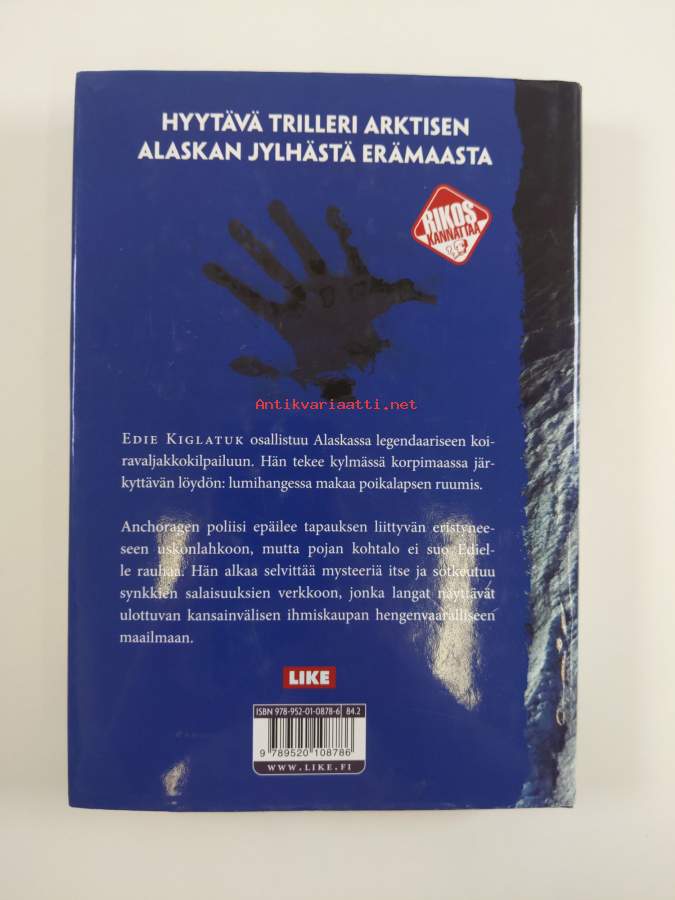 HYYTÄVÄ TRILLERI ARKTISEN
ALASKAN JYLHÄSTÄ ERÄMAASTA
RIKOS
KANNATTAA
Antikvariaatti.net
EDIE KIGLATUK osallistuu Alaskassa legendaariseen koi-
ravaljakkokilpailuun. Hän tekee kylmässä korpimaassa jär-
kyttävän löydön: lumihangessa makaa poikalapsen ruumis.
Anchoragen poliisi epäilee tapauksen liittyvän eristynee-
seen uskonlahkoon, mutta pojan kohtalo ei suo Ediel-
le rauhaa. Hän alkaa selvittää mysteeriä itse ja sotkeutuu
synkkien salaisuuksien verkkoon, jonka langat näyttävät
ulottuvan kansainvälisen ihmiskaupan hengenvaaralliseen
maailmaan.
LIKE
ISBN 978-952-01-0878-6 84.2
9 789520 108786
WWW.LIKE.FI